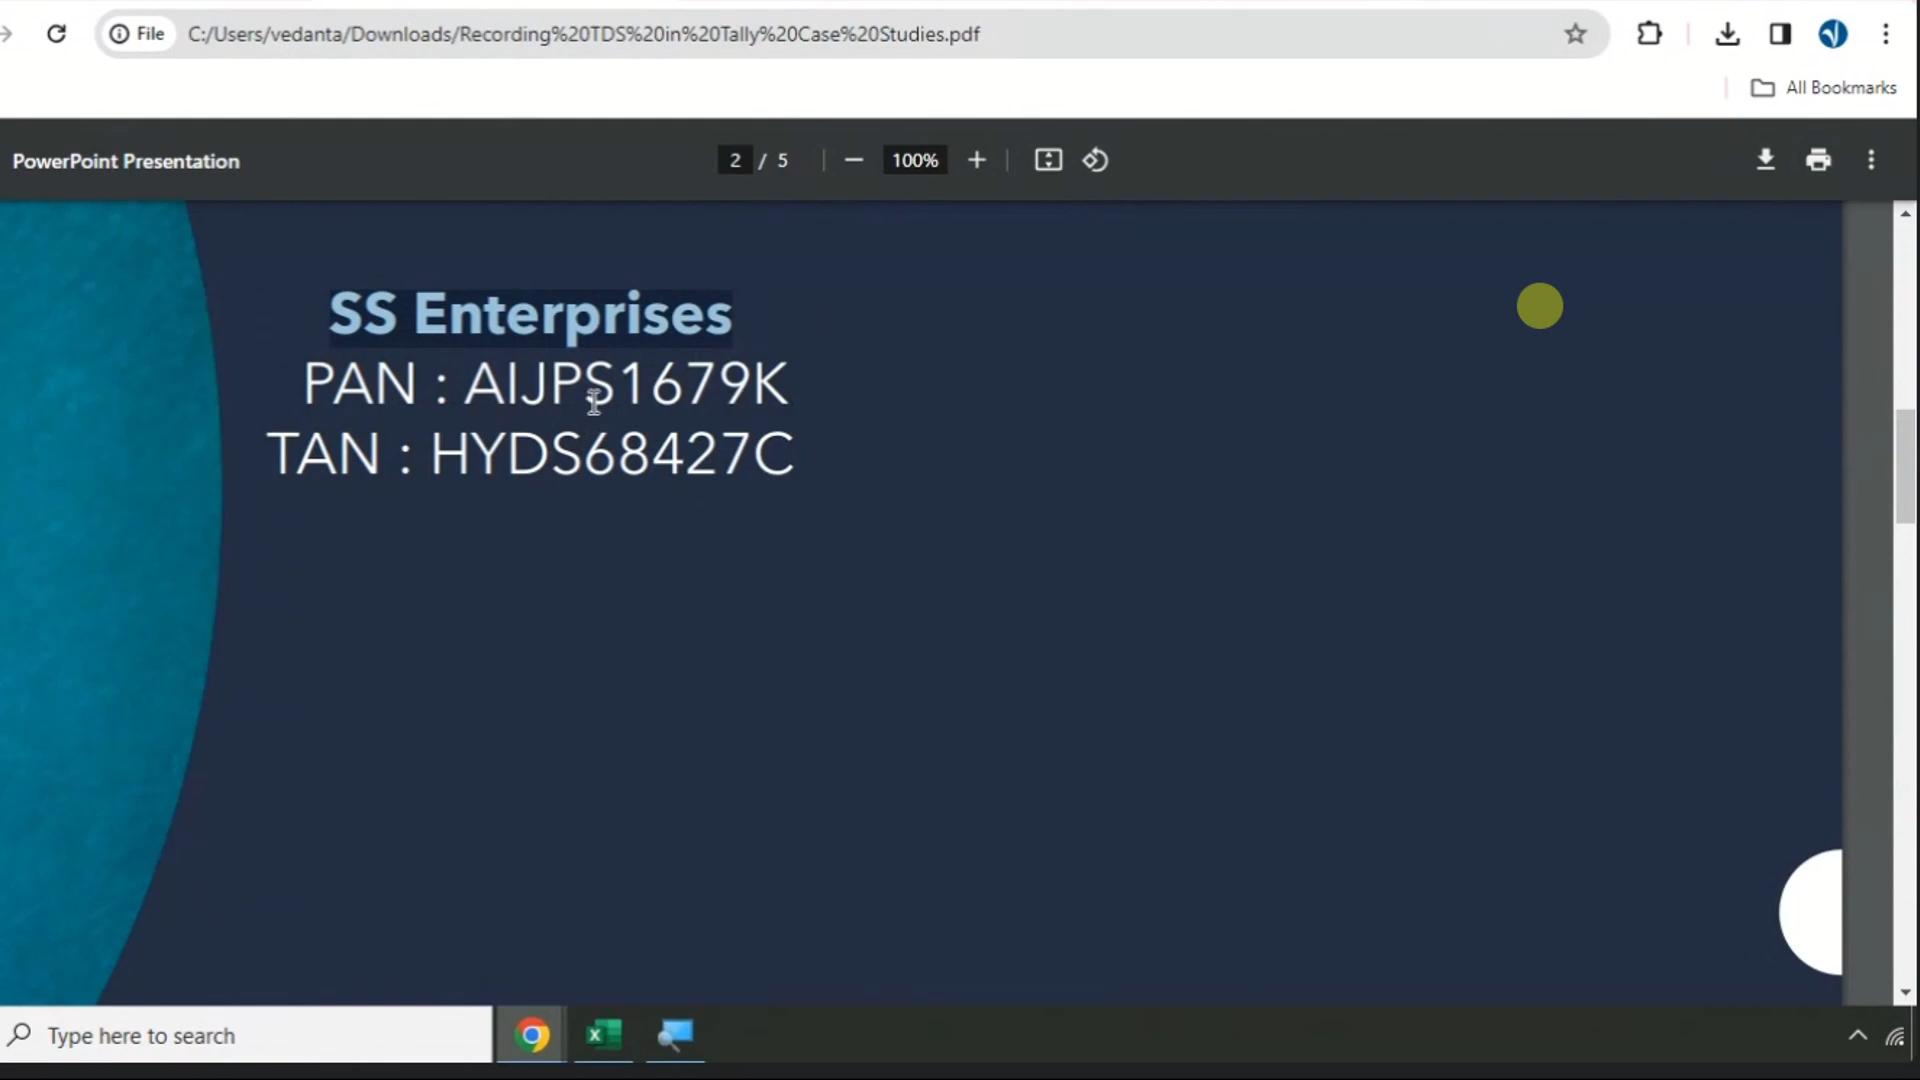 File C:/Users/vedanta/Downloads/Recording%20TDS%20in%20Tally%20Case%20Studies.pdf
All Bookmarks
PowerPoint Presentation 2 / 5 100%
SS Enterprises
PAN : AIJPS1679K
TAN : HYDS68427C
Type here to search